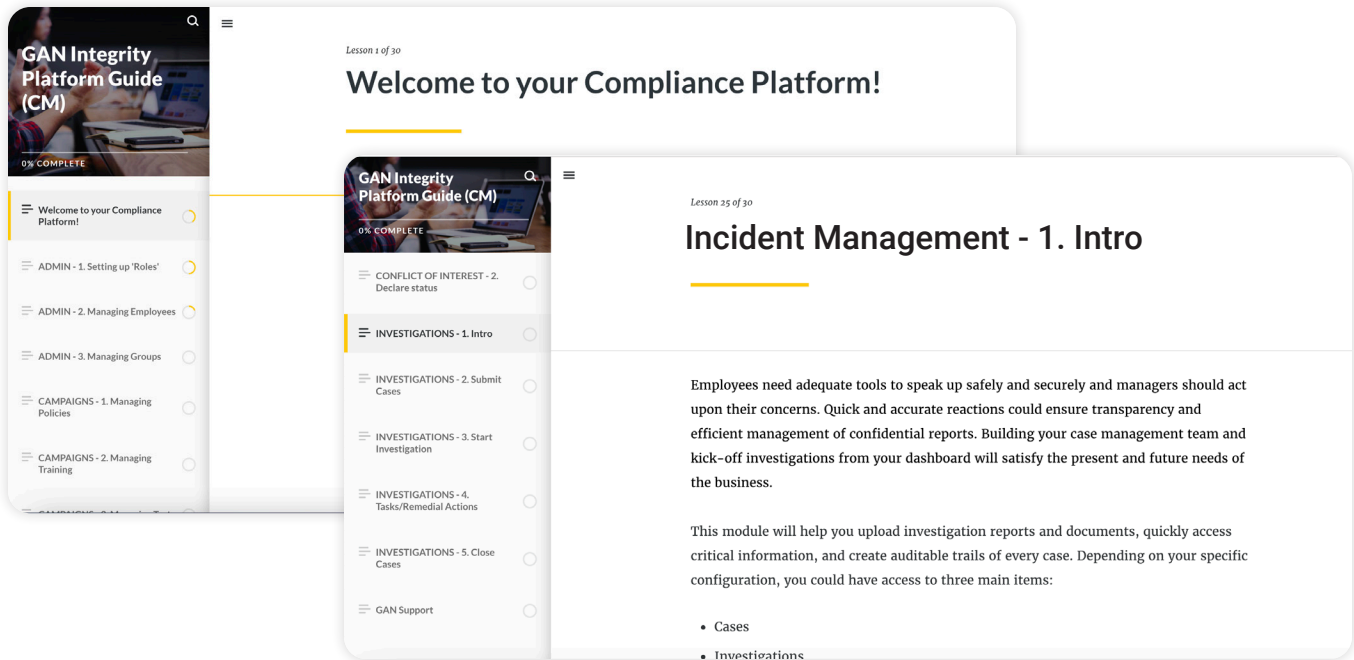 GAN Integrity
Platform Guide
(CM)
0% COMPLETE
Welcome to your Compliance
Platform!
ADMIN - 1. Setting up 'Roles'
ADMIN - 2. Managing Employees
ADMIN - 3. Managing Groups
CAMPAIGNS - 1. Managing
Policies
CAMPAIGNS - 2. Managing
Training
Lesson 1 of 30
Welcome to your Compliance Platform!
GAN Integrity
Platform Guide (CM)
0% COMPLETE
CONFLICT OF INTEREST - 2.
Declare status
INVESTIGATIONS - 1. Intro
INVESTIGATIONS - 2. Submit
Cases
INVESTIGATIONS - 3. Start
Investigation
INVESTIGATIONS - 4.
Tasks/Remedial Actions
INVESTIGATIONS - 5. Close
Cases
GAN Support
Lesson 25 of 30
Incident Management - 1. Intro
Employees need adequate tools to speak up safely and securely and managers should act
upon their concerns. Quick and accurate reactions could ensure transparency and
efficient management of confidential reports. Building your case management team and
kick-off investigations from your dashboard will satisfy the present and future needs of
the business.
This module will help you upload investigation reports and documents, quickly access
critical information, and create auditable trails of every case. Depending on your specific
configuration, you could have access to three main items:
• Cases
• Investigations